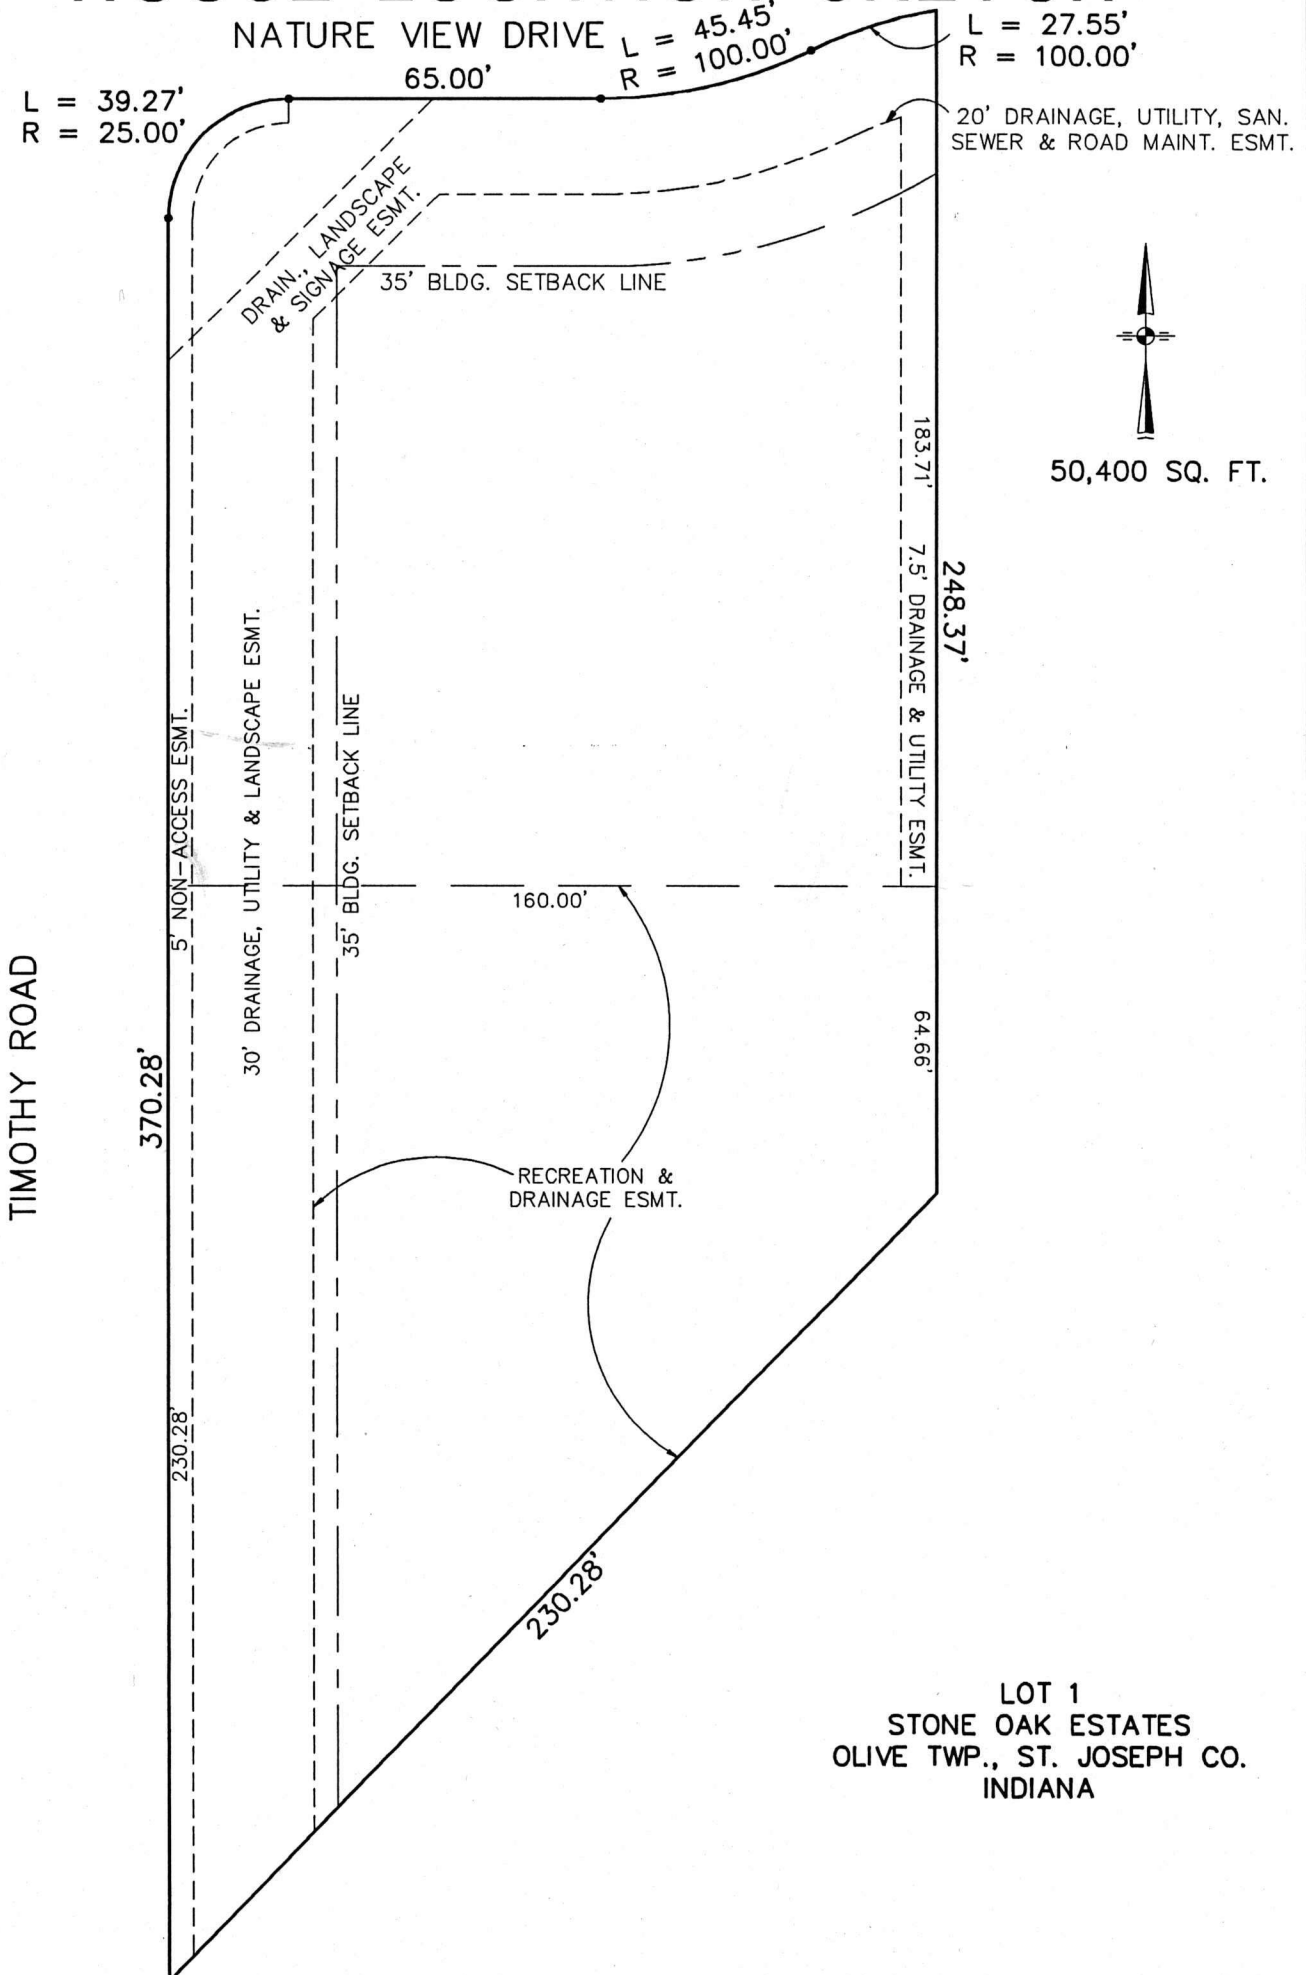 NATURE VIEW DRIVE
L = 45.45'
R = 100.00'
L = 27.55'
R = 100.00'
65.00'
L = 39.27'
R = 25.00'
20' DRAINAGE, UTILITY, SAN.
SEWER & ROAD MAINT. ESMT.
DRAIN., LANDSCAPE
& SIGNAGE ESMT.
35' BLDG. SETBACK LINE
50,400 SQ. FT.
183.71'
7.5' DRAINAGE & UTILITY ESMT.
248.37'
5' NON-ACCESS ESMT.
30' DRAINAGE, UTILITY & LANDSCAPE ESMT.
35' BLDG. SETBACK LINE
160.00'
TIMOTHY ROAD
370.28'
64.66'
RECREATION &
DRAINAGE ESMT.
230.28'
230.28'
LOT 1
STONE OAK ESTATES
OLIVE TWP., ST. JOSEPH CO.
INDIANA